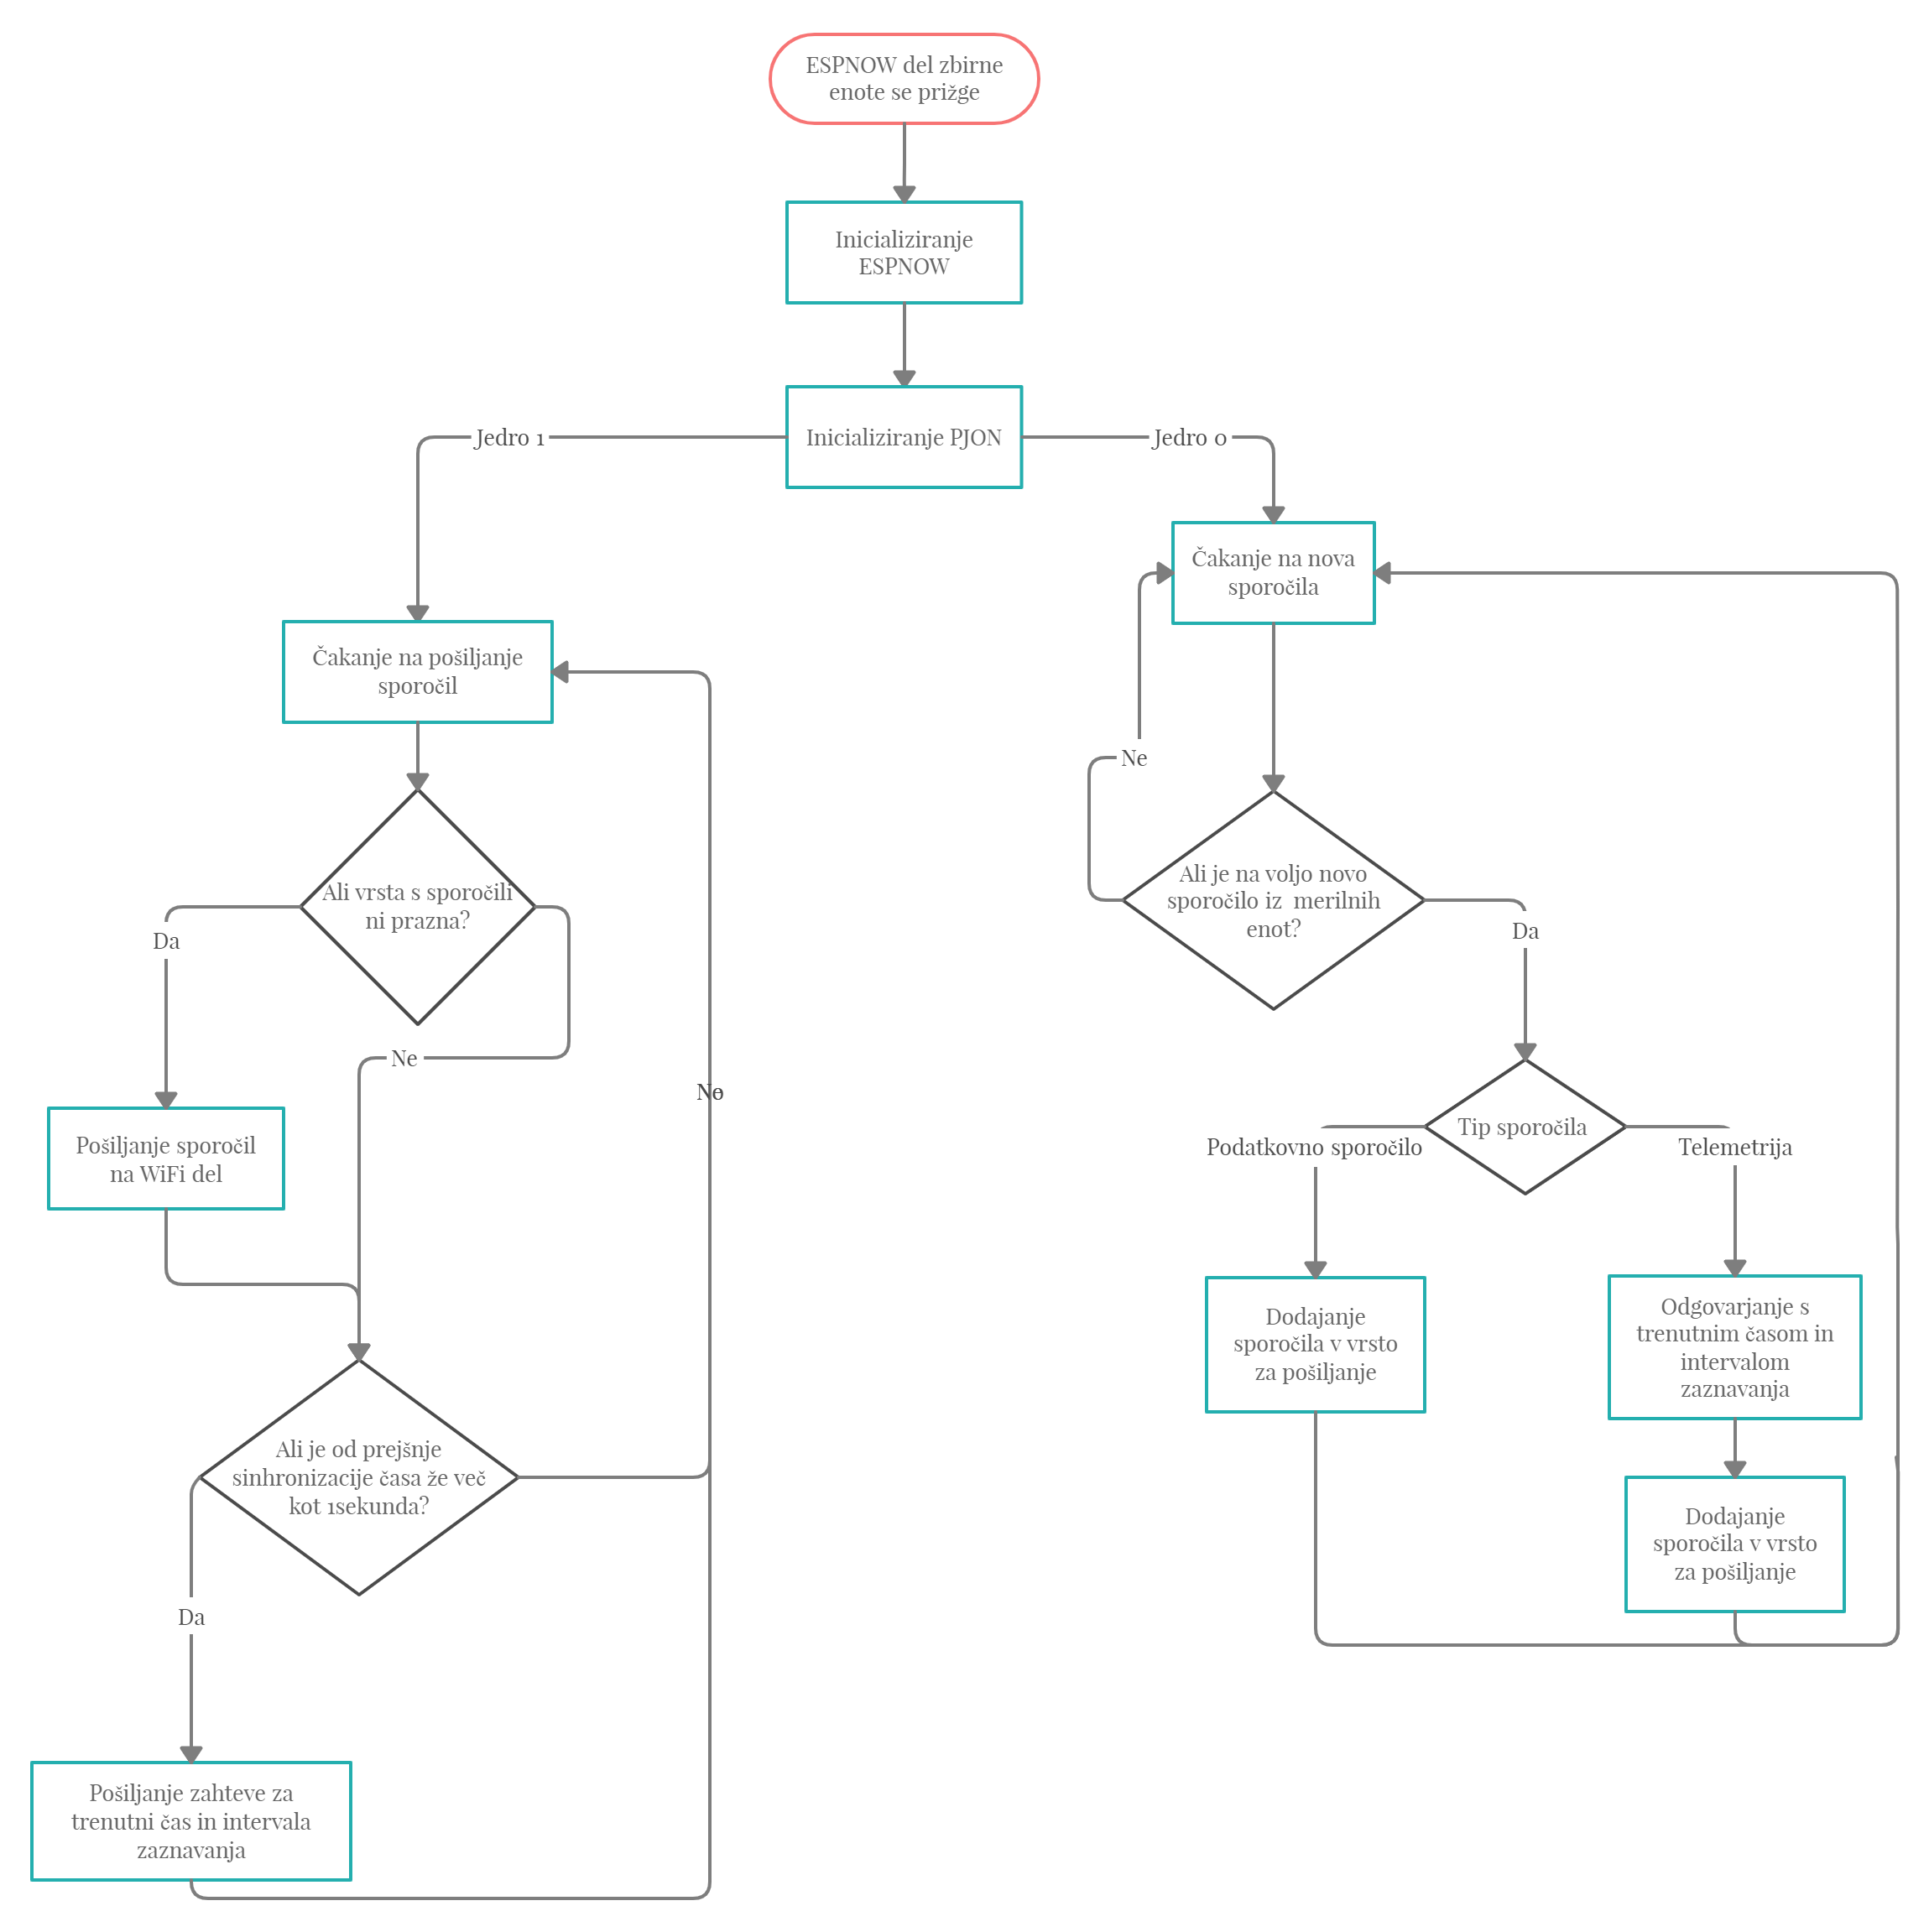 ESPNOW del zbirne
enote se prižge
Inicializiranje
ESPNOW
Inicializiranje PJON
Jedro 1
Jedro 0
Čakanje na pošiljanje
sporočil
Ali vrsta s sporočili
ni prazna?
Da
Ne
Pošiljanje sporočil
na WiFi del
No
Ali je od prejšnje
sinhronizacije časa že več
kot 1sekunda?
Da
Pošiljanje zahteve za
trenutni čas in intervala
zaznavanja
Čakanje na nova
sporočila
Ne
Ali je na voljo novo
sporočilo iz  merilnih
enot?
Da
Tip sporočila
Podatkovno sporočilo
Telemetrija
Dodajanje
sporočila v vrsto
za pošiljanje
Odgovarjanje s
trenutnim časom in
intervalom
zaznavanja
Dodajanje
sporočila v vrsto
za pošiljanje